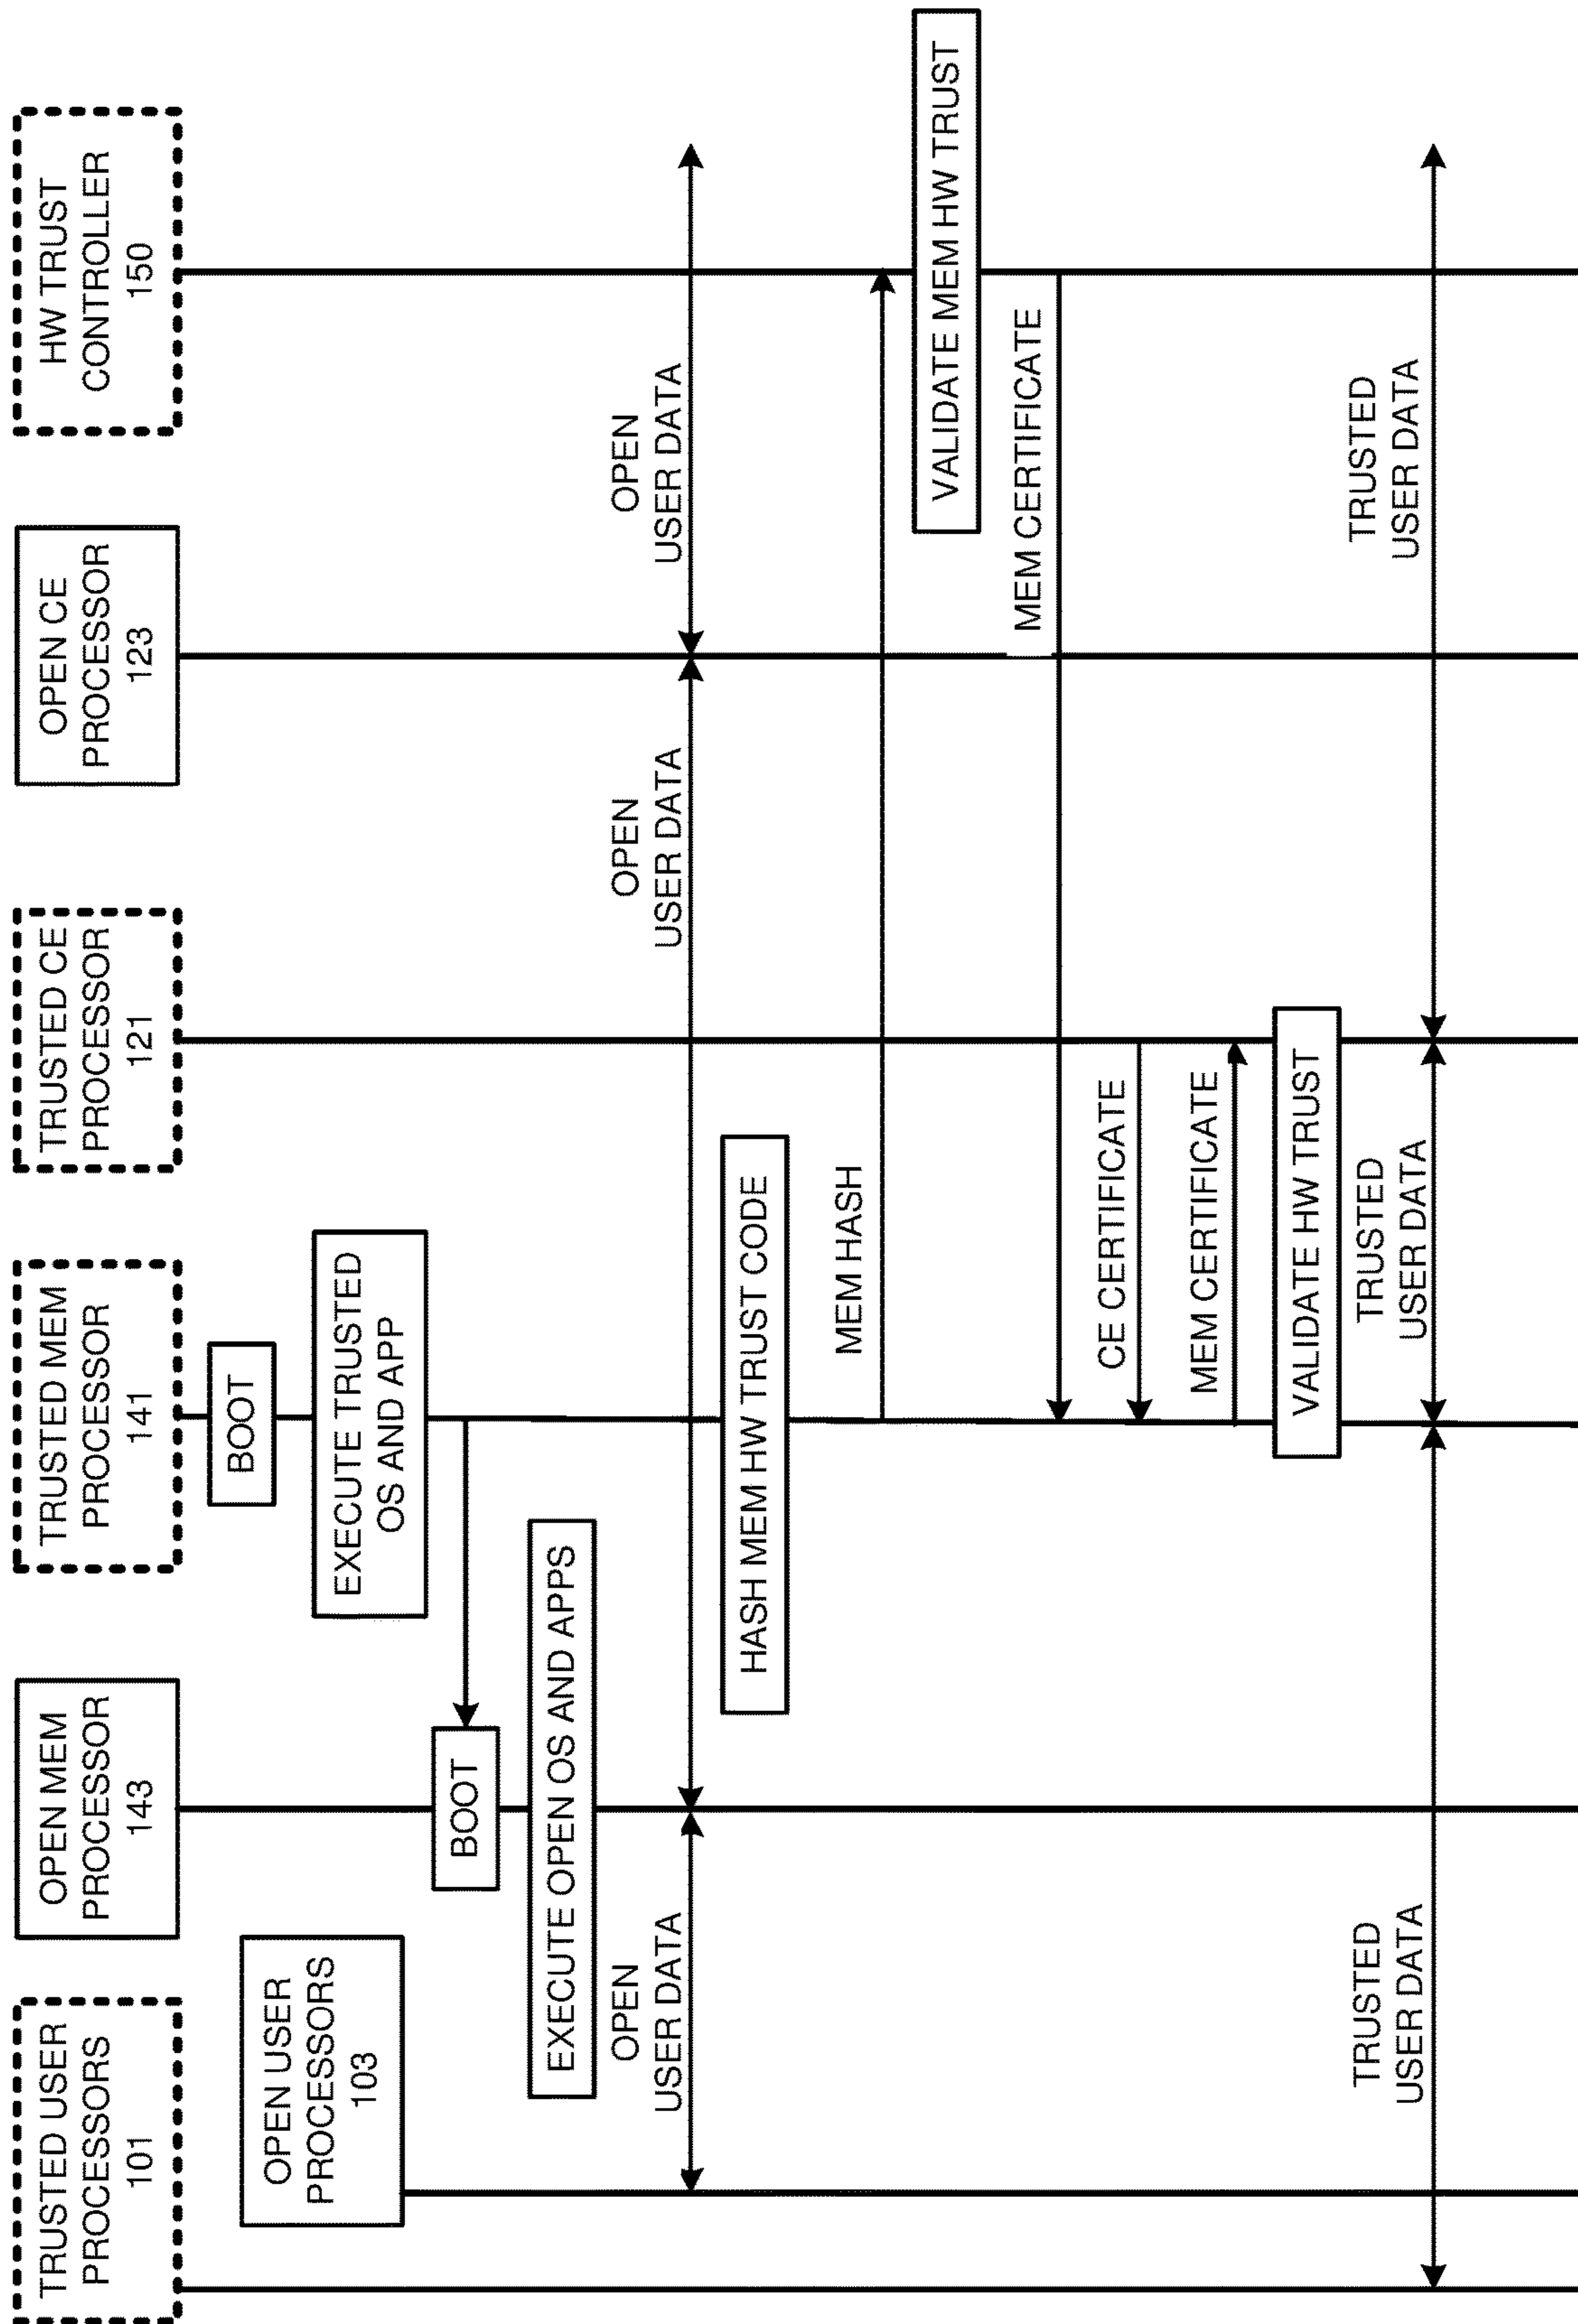 TRUSTED USER
PROCESSORS
101
OPEN USER
PROCESSORS
103
OPEN MEM
PROCESSOR
143
TRUSTED MEM
PROCESSOR
141
TRUSTED CE
PROCESSOR
121
OPEN CE
PROCESSOR
123
HW TRUST
CONTROLLER
150
BOOT
EXECUTE TRUSTED
OS AND APP
BOOT
EXECUTE OPEN OS AND APPS
OPEN
USER DATA
OPEN
USER DATA
OPEN
USER DATA
HASH MEM HW TRUST CODE
MEM HASH
VALIDATE MEM HW TRUST
MEM CERTIFICATE
CE CERTIFICATE
MEM CERTIFICATE
VALIDATE HW TRUST
TRUSTED
USER DATA
TRUSTED
USER DATA
TRUSTED
USER DATA